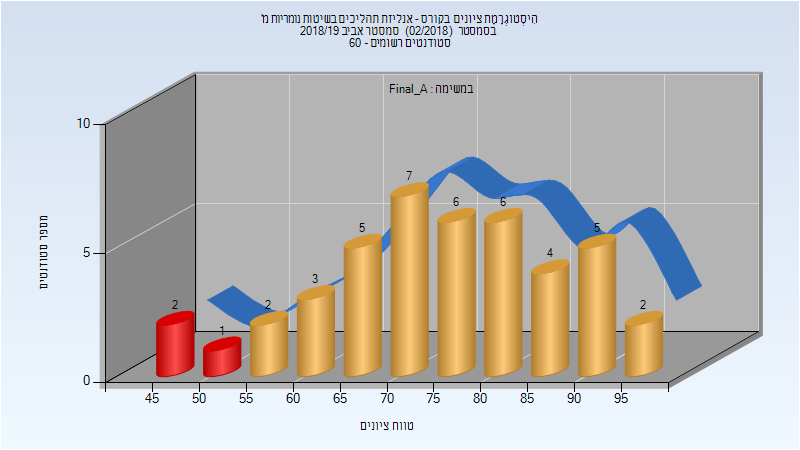 הִיסְטוֹגְרָמַת ציונים בקורס - אנליזת תהליכים בשיטות נומריות מ'
בסמסטר (02/2018) סמסטר אביב 2018/19
סטודנטים רשומים - 60
במשימה : Final_A
10
5
0
מספר סטודנטים
2
1
2
3
5
7
6
6
4
5
2
45 50 55 60 65 70 75 80 85 90 95
טווח ציונים